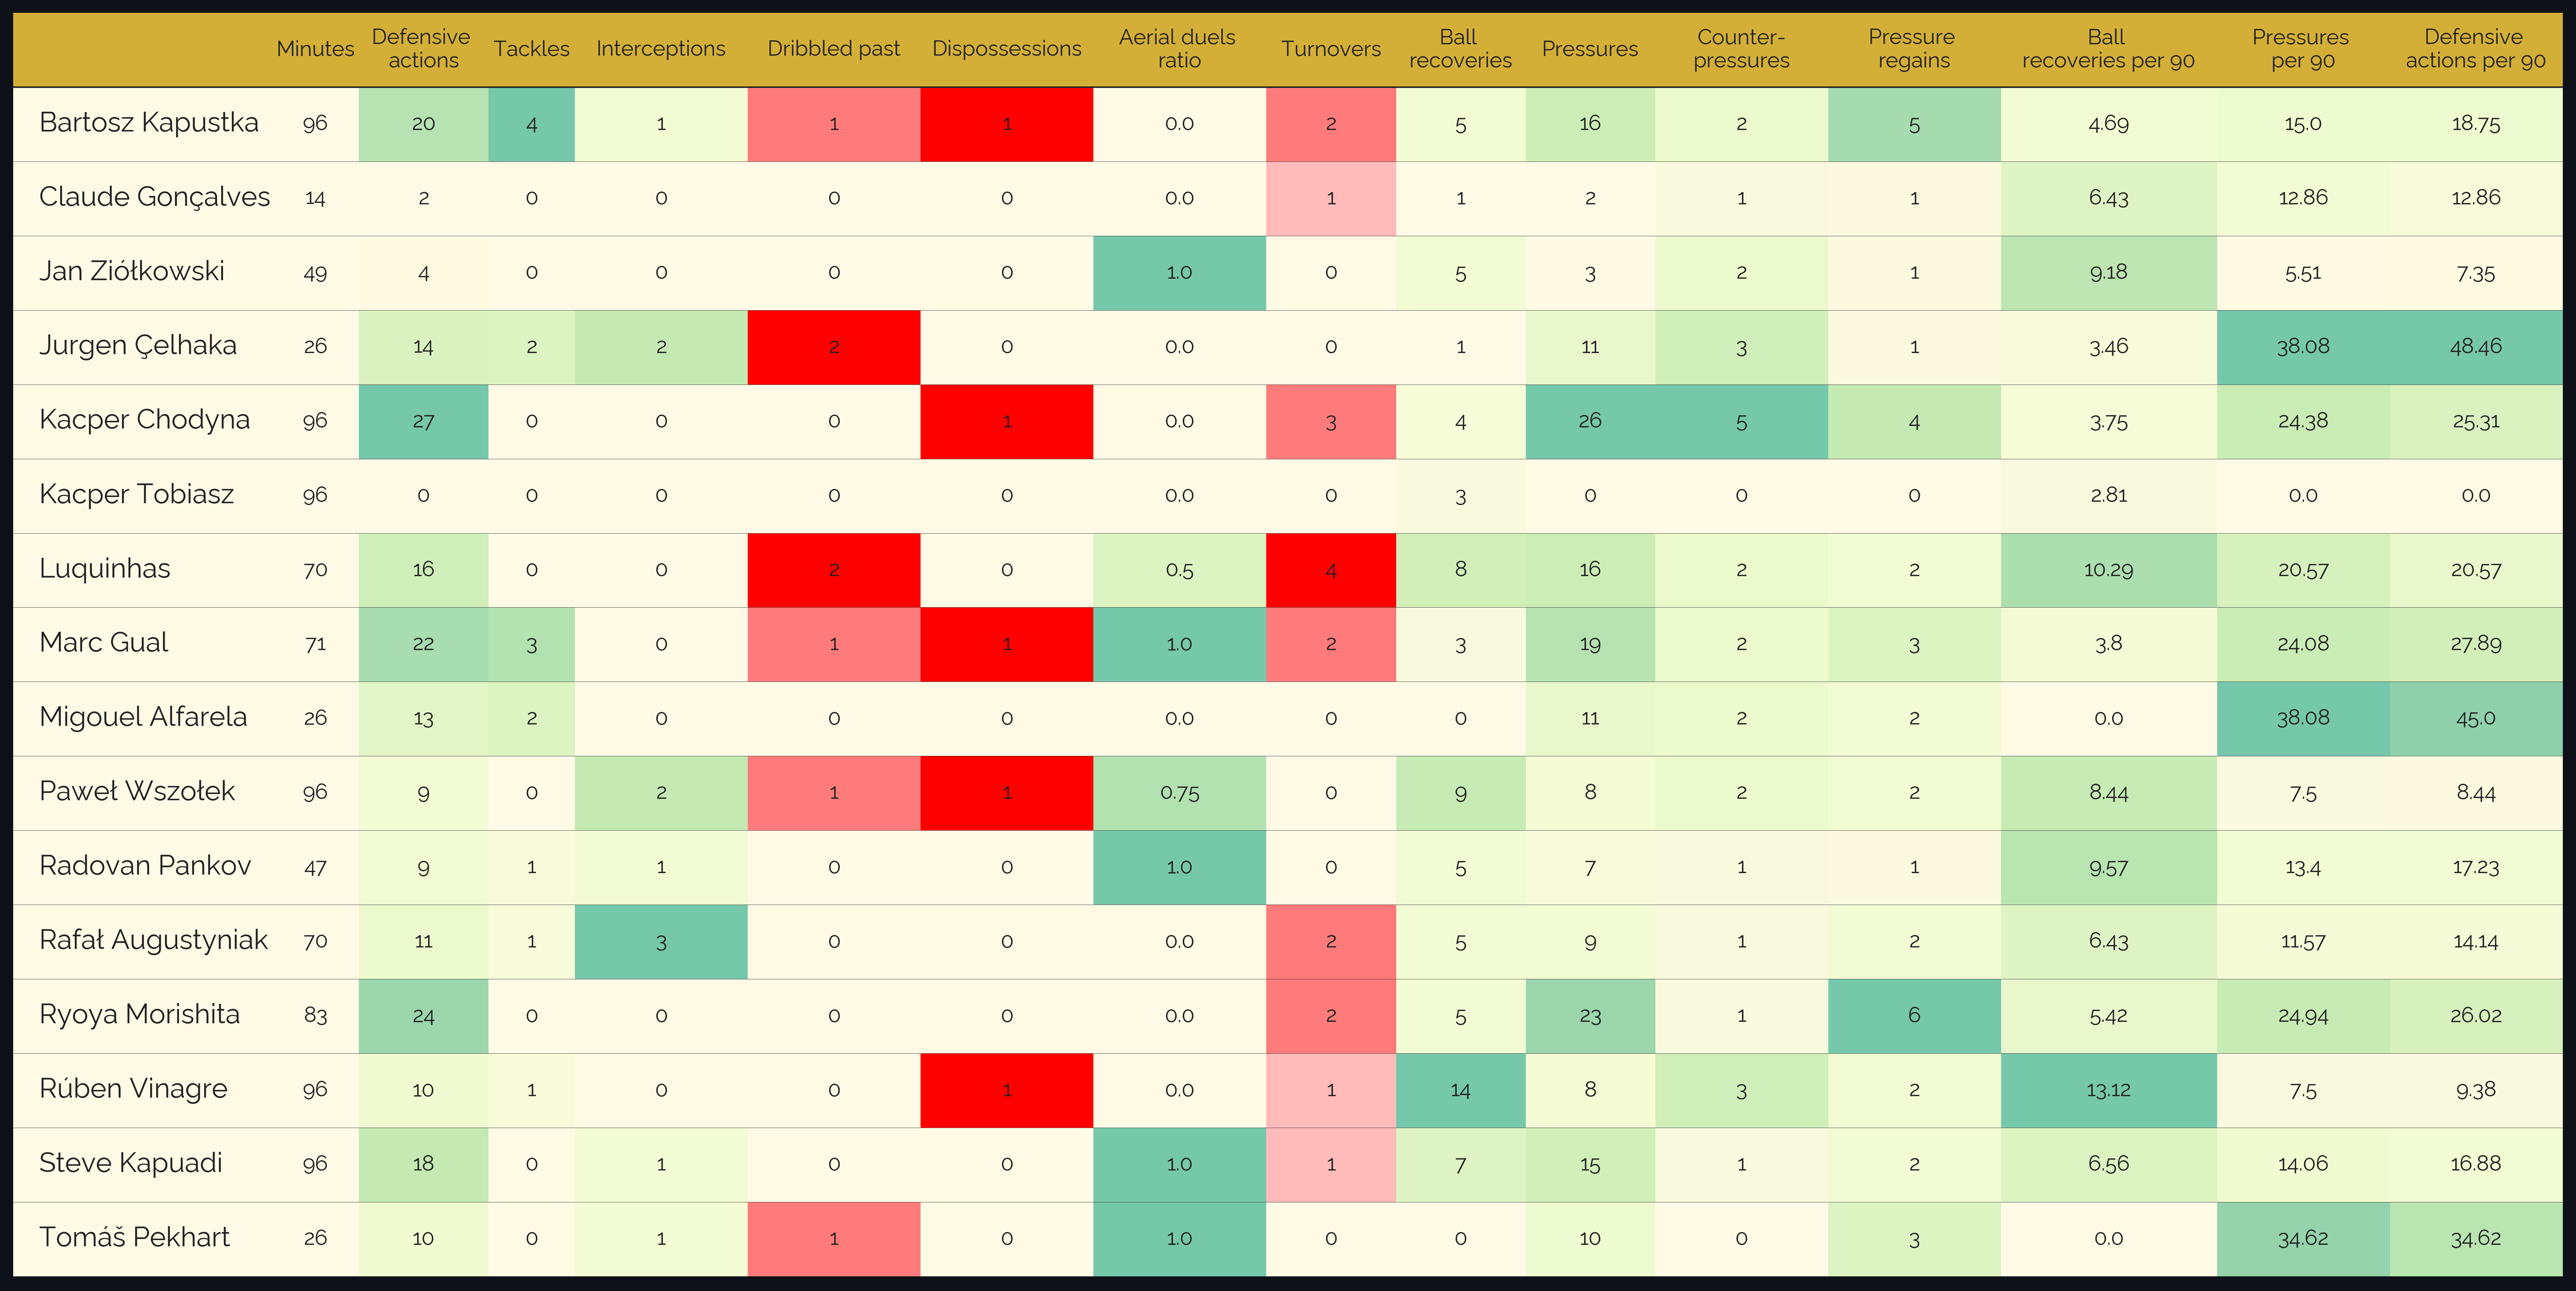 Minutes Defensive actions Tackles Interceptions Dribbled past Dispossessions Aerial duels ratio Turnovers Ball recoveries Pressures Counter-pressures Pressure regains Ball recoveries per 90 Pressures per 90 Defensive actions per 90
Bartosz Kapustka 96 20 4 1 1 1 0.0 2 5 16 2 5 4.69 15.0 18.75
Claude Gonçalves 14 2 0 0 0 0 0.0 1 1 2 1 1 6.43 12.86 12.86
Jan Ziółkowski 49 4 0 0 0 0 1.0 0 5 3 2 1 9.18 5.51 7.35
Jurgen Çelhaka 26 14 2 2 2 0 0.0 0 1 11 3 1 3.46 38.08 48.46
Kacper Chodyna 96 27 0 0 0 1 0.0 3 4 26 5 4 3.75 24.38 25.31
Kacper Tobiasz 96 0 0 0 0 0 0.0 0 3 0 0 0 2.81 0.0 0.0
Luquinhas 70 16 0 0 2 0 0.5 4 8 16 2 2 10.29 20.57 20.57
Marc Gual 71 22 3 0 1 1 1.0 2 3 19 2 3 3.8 24.08 27.89
Migouel Alfarela 26 13 2 0 0 0 0.0 0 0 11 2 2 0.0 38.08 45.0
Paweł Wszołek 96 9 0 2 1 1 0.75 0 9 8 2 2 8.44 7.5 8.44
Radovan Pankov 47 9 1 1 0 0 1.0 0 5 7 1 1 9.57 13.4 17.23
Rafał Augustyniak 70 11 1 3 0 0 0.0 2 5 9 1 2 6.43 11.57 14.14
Ryoya Morishita 83 24 0 0 0 0 0.0 2 5 23 1 6 5.42 24.94 26.02
Rúben Vinagre 96 10 1 0 0 1 0.0 1 14 8 3 2 13.12 7.5 9.38
Steve Kapuadi 96 18 0 1 0 0 1.0 1 7 15 1 2 6.56 14.06 16.88
Tomáš Pekhart 26 10 0 1 1 0 1.0 0 0 10 0 3 0.0 34.62 34.62